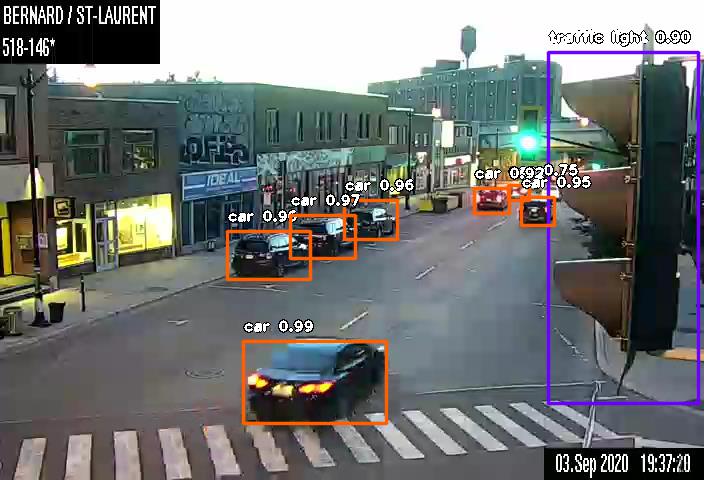 BERNARD / ST-LAURENT
518-146*
traffic light 0.90
car 0.96
car 0.92
0.75
car 0.95
car 0.97
IDEAL
car 0.99
03.Sep 2020 19:37:20